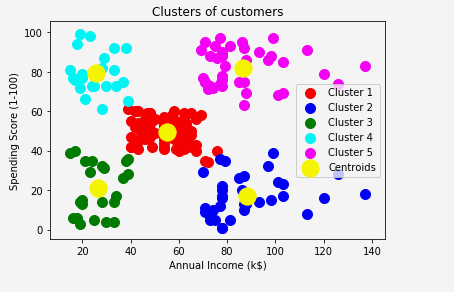 Clusters of customers
Spending Score (1-100)
100
80
60
40
20
0
20
40
60
80
100
120
140
Annual Income (k$)
Cluster 1
Cluster 2
Cluster 3
Cluster 4
Cluster 5
Centroids